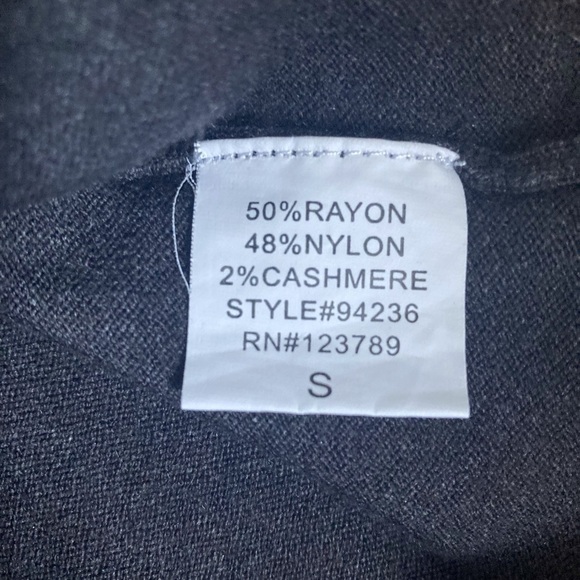 50%RAYON
48%NYLON
2%CASHMERE
STYLE#94236
RN#123789
S